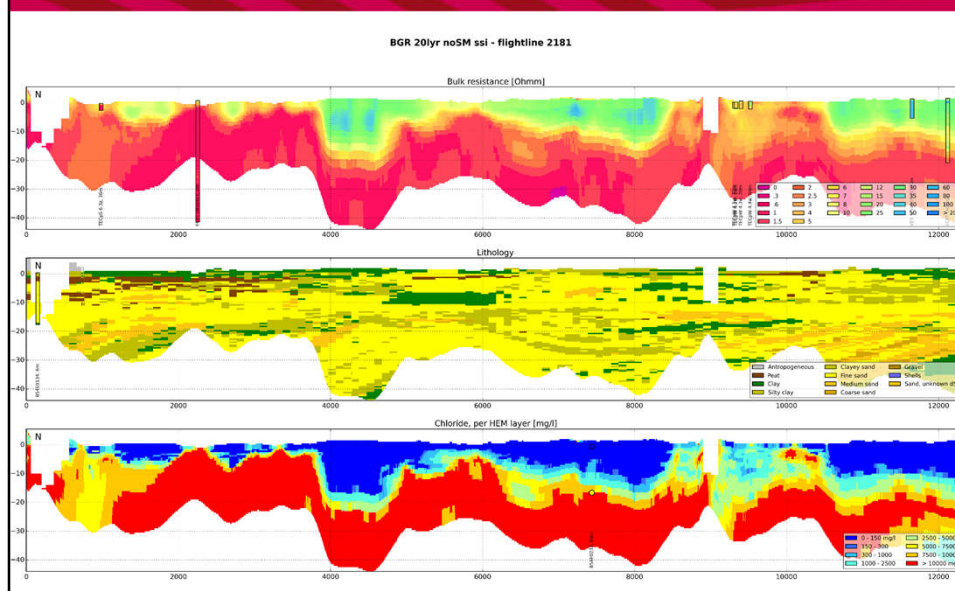 BGR 20lyr noSM ssi - flightline 2181
Bulk resistance [Ohmm]
N
0
−10
−20
−30
−40
0 2 6 12 30 60
.3 2.5 7 15 35 80
.6 3 8 20 40 100
1 4 10 25 50 > 20
1.5 5
0 2000 4000 6000 8000 10000 12000
Lithology
N
0
−10
−20
−30
−40
Antropogeneous Clayey sand Gravel
Peat Fine sand Shells
Clay Medium sand Sand, unknown d5
Silty clay Coarse sand
0 2000 4000 6000 8000 10000 12000
Chloride, per HEM layer [mg/l]
N
0
−10
−20
−30
−40
0 - 150 mg/l 2500 - 5000
150 - 300 5000 - 7500
300 - 1000 7500 - 1000
1000 - 2500 > 10000 mg
0 2000 4000 6000 8000 10000 12000